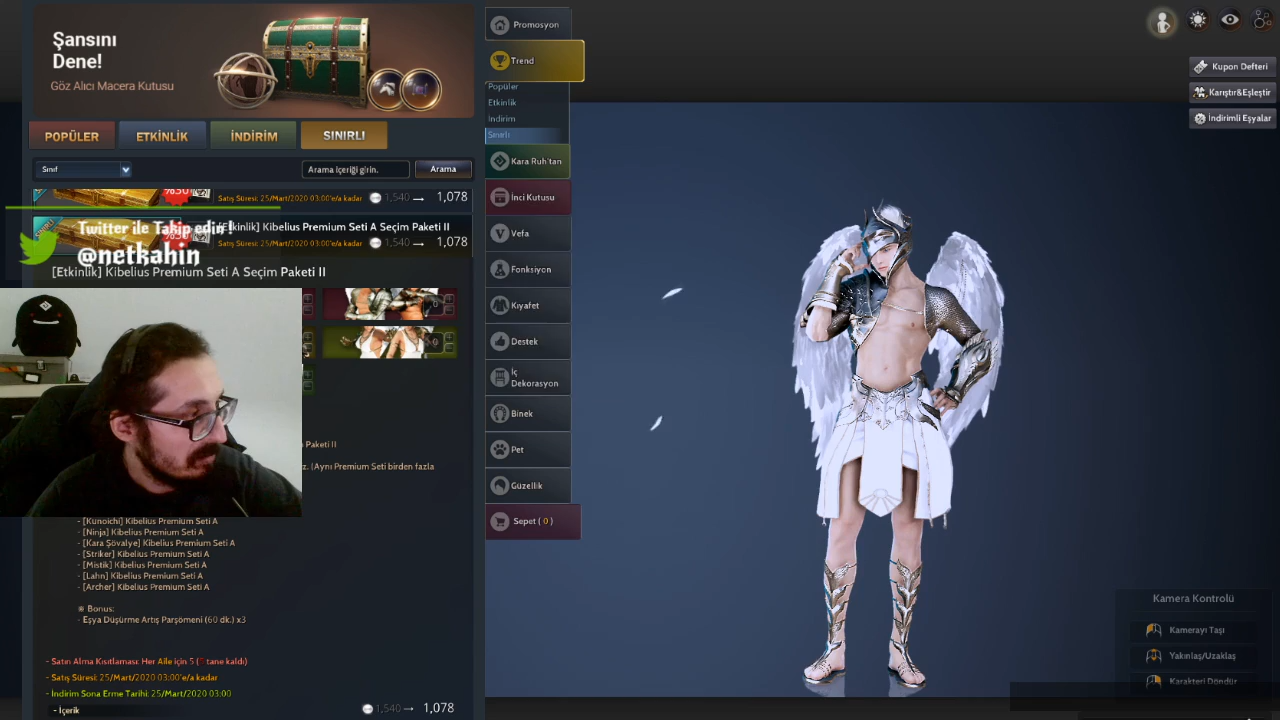 Şansını
Dene!
Göz Alıcı Macera Kutusu
POPÜLER
ETKİNLİK
İNDİRİM
SINIRLI
Sınıf
Arama içeriği girin.
Arama
Satış Süresi: 25/Mart/2020 03:00'e/a kadar
1,540
1,078
Twitter ile Takip edin!
@netkahin
[Etkinlik] Kibelius Premium Seti A Seçim Paketi II
Satış Süresi: 25/Mart/2020 03:00'e/a kadar
1,540
1,078
[Etkinlik] Kibelius Premium Seti A Seçim Paketi II
0
0
Paketi II
z. (Aynı Premium Seti birden fazla
- [Kunoichi] Kibelius Premium Seti A
- [Ninja] Kibelius Premium Seti A
- [Kara Şövalye] Kibelius Premium Seti A
- [Striker] Kibelius Premium Seti A
- [Mistik] Kibelius Premium Seti A
- [Lahn] Kibelius Premium Seti A
- [Archer] Kibelius Premium Seti A
※ Bonus:
- Eşya Düşürme Artış Parşömeni (60 dk.) x3
- Satın Alma Kısıtlaması: Her Aile için 5 (5 tane kaldı)
- Satış Süresi: 25/Mart/2020 03:00'e/a kadar
- İndirim Sona Erme Tarihi: 25/Mart/2020 03:00
- İçerik
1,540
1,078
Promosyon
Trend
Popüler
Etkinlik
İndirim
Sınırlı
Kara Ruh'tan
İnci Kutusu
Vefa
Fonksiyon
Kıyafet
Destek
İç
Dekorasyon
Binek
Pet
Güzellik
Sepet ( 0 )
Kupon Defteri
Karıştır&Eşleştir
İndirimli Eşyalar
Kamera Kontrolü
Kamerayı Taşı
Yakınlaş/Uzaklaş
Karakteri Döndür